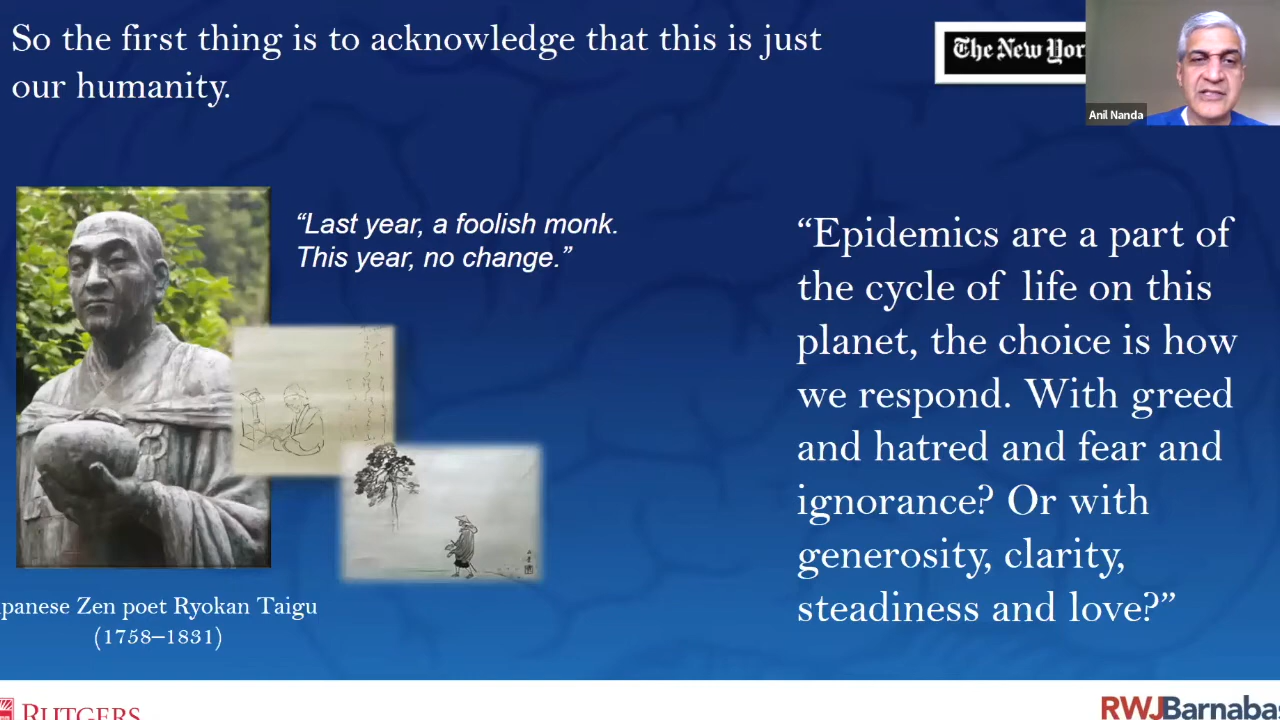 So the first thing is to acknowledge that this is just
our humanity.
The New Yor
Anil Nanda
“Last year, a foolish monk.
This year, no change.”
“Epidemics are a part of
the cycle of life on this
planet, the choice is how
we respond. With greed
and hatred and fear and
ignorance? Or with
generosity, clarity,
steadiness and love?”
panese Zen poet Ryokan Taigu
(1758–1831)
RUTGERS
RWJBarnabas